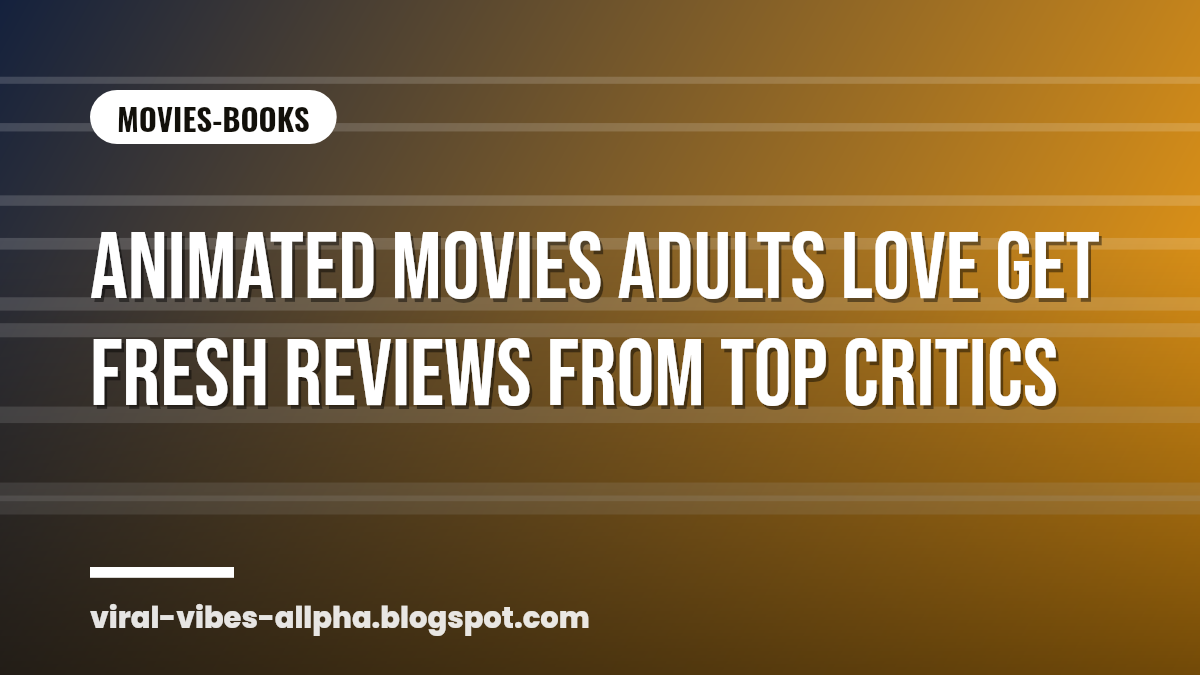 MOVIES-BOOKS
ANIMATED MOVIES ADULTS LOVE GET
FRESH REVIEWS FROM TOP CRITICS
viral-vibes-allpha.blogspot.com